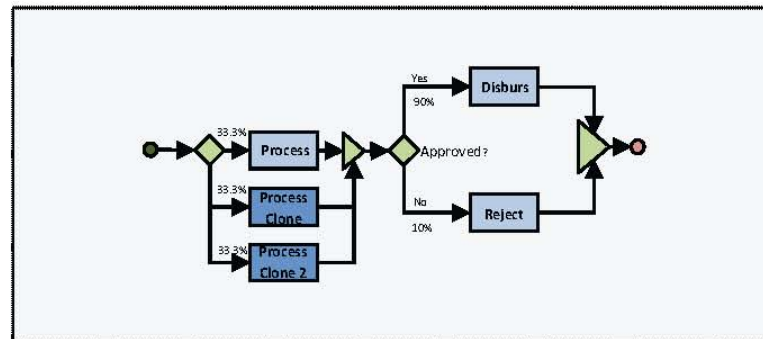 33.3%
Process
33.3%
Process
Clone
33.3%
Process
Clone 2
Approved?
Yes
90%
Disburs
No
10%
Reject